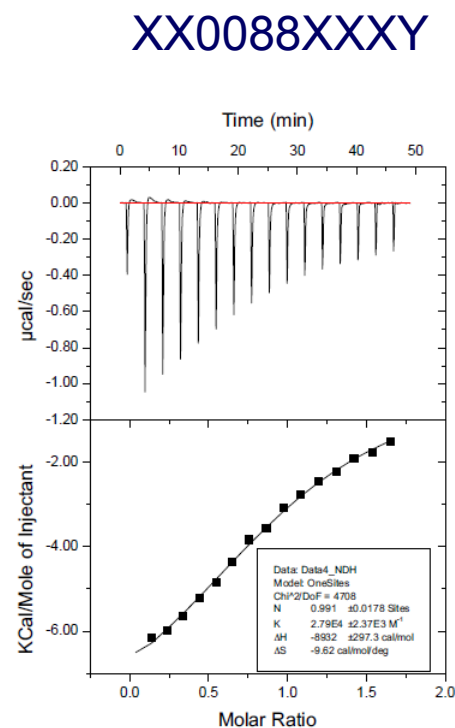 XX0088XXXY
Time (min)
0 10 20 30 40 50
0.20
0.00
-0.20
-0.40
-0.60
-0.80
-1.00
-1.20
µcal/sec
-2.00
-4.00
-6.00
KCal/Mole of Injectant
Data: Data4_NDH
Model: OneSites
Chi^2/DoF = 4708
N 0.991 ±0.0178 Sites
K 2.79E4 ±2.37E3 M⁻¹
ΔH -8932 ±297.3 cal/mol
ΔS -9.62 cal/mol/deg
0.0 0.5 1.0 1.5 2.0
Molar Ratio